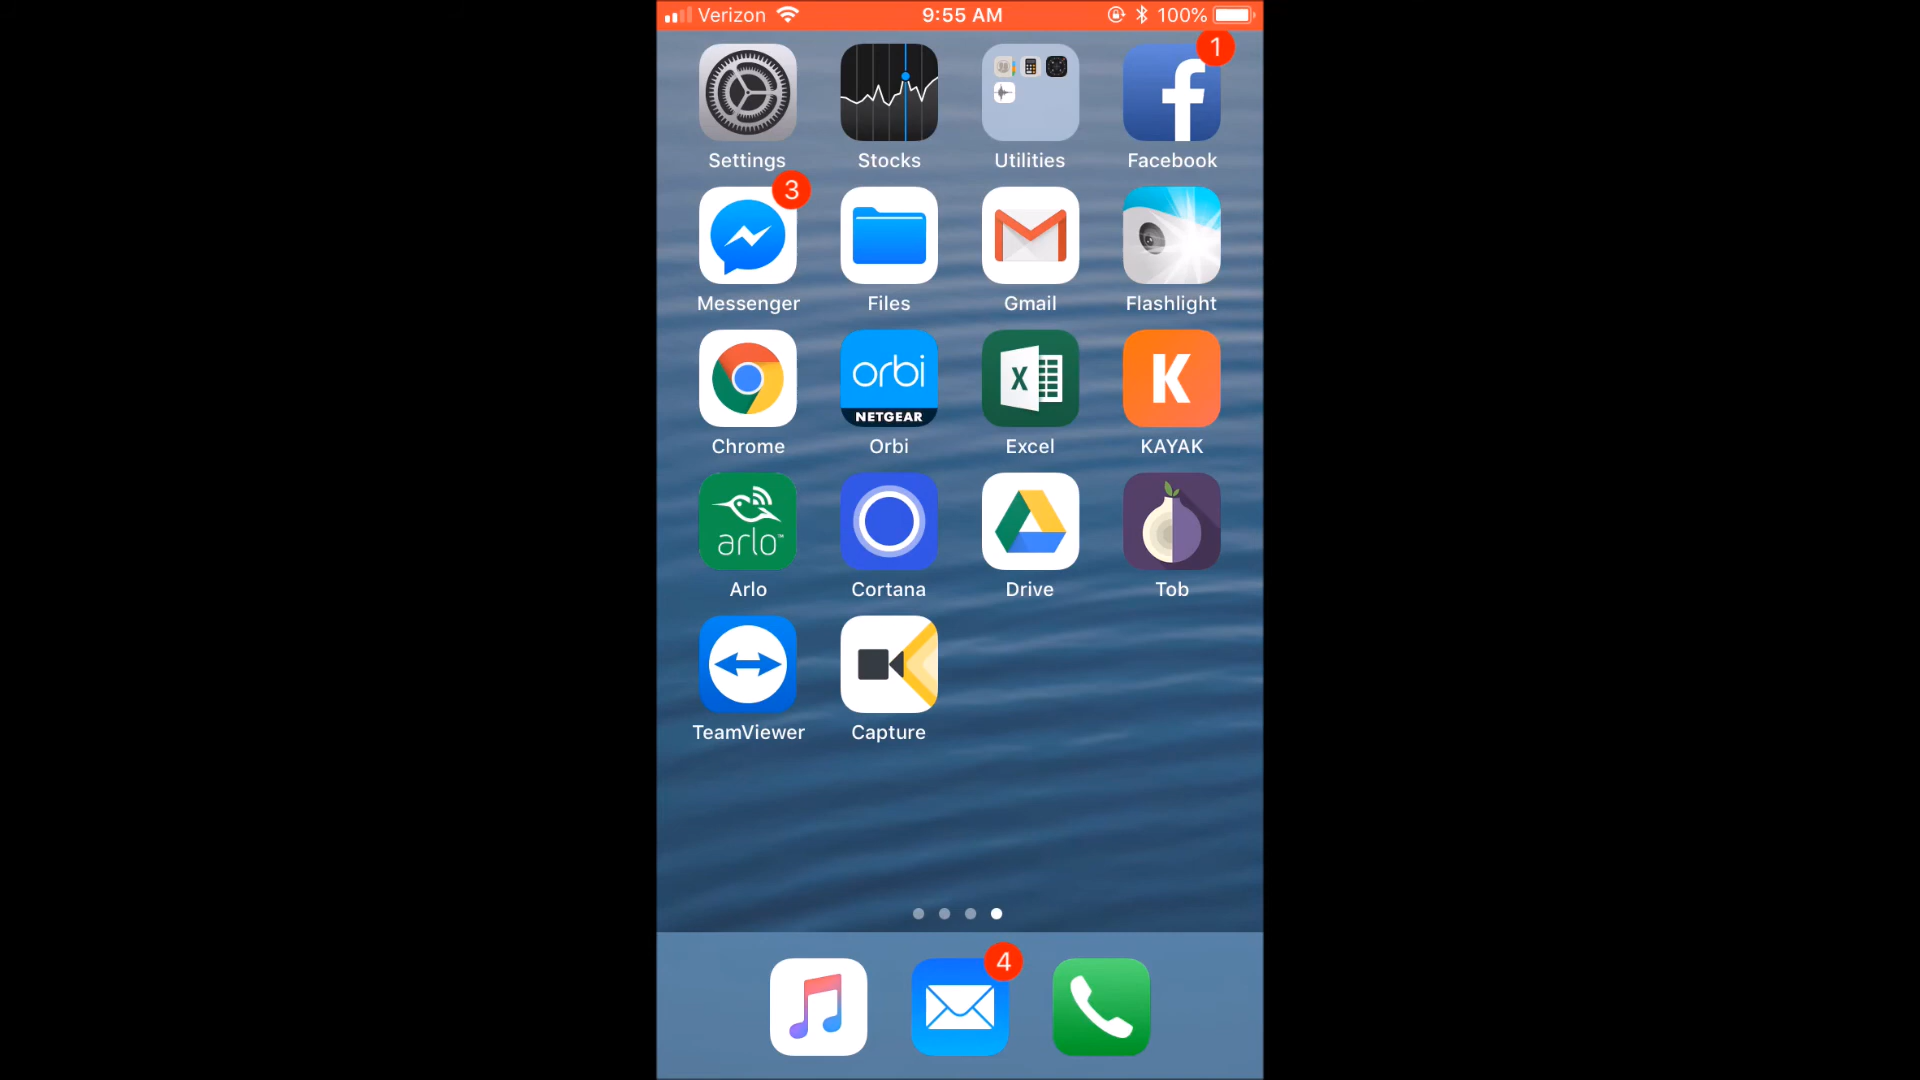 Verizon 9:55 AM 100%
1
Settings Stocks Utilities Facebook
3
Messenger Files Gmail Flashlight
orbi
NETGEAR
X
K
Chrome Orbi Excel KAYAK
arlo™
Arlo Cortana Drive Tob
TeamViewer Capture
4